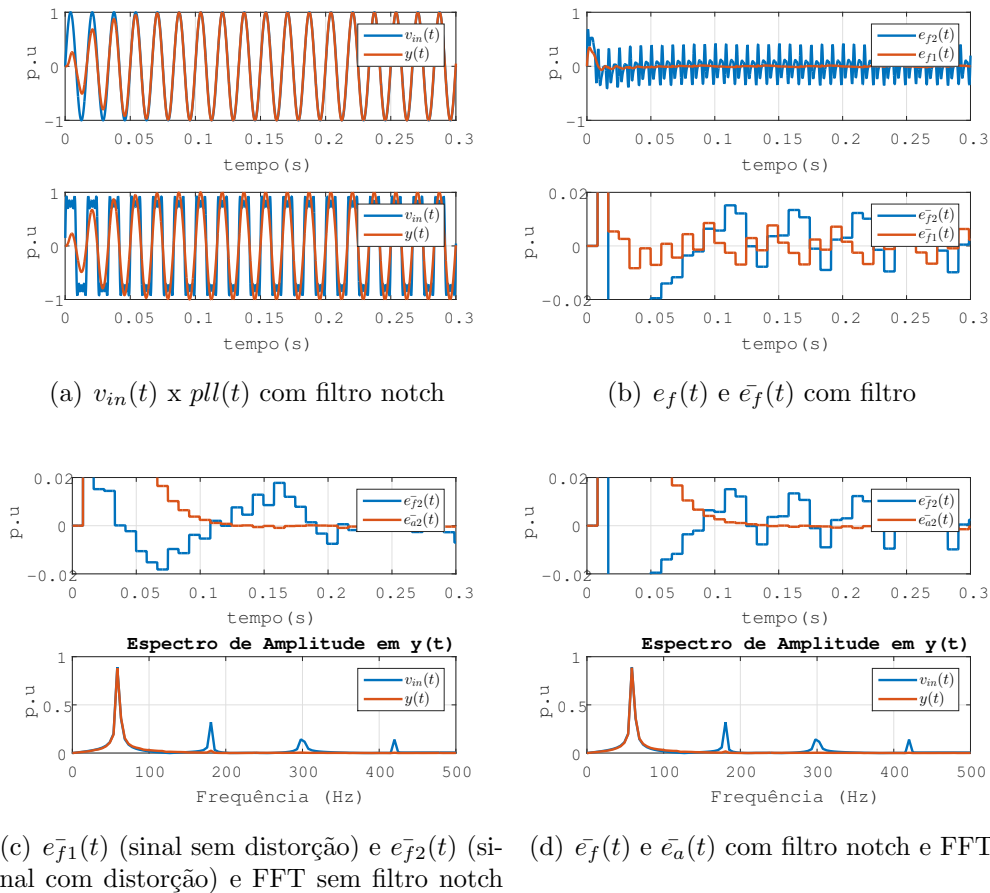 p.u
1
0
-1
v_in(t)
y(t)
0 0.05 0.1 0.15 0.2 0.25 0.3
tempo(s)
p.u
1
0
-1
v_in(t)
y(t)
0 0.05 0.1 0.15 0.2 0.25 0.3
tempo(s)
(a) v_in(t) x pll(t) com filtro notch
p.u
1
0
-1
e_f2(t)
e_f1(t)
0 0.05 0.1 0.15 0.2 0.25 0.3
tempo(s)
p.u
0.02
0
-0.02
ē_f2(t)
ē_f1(t)
0 0.05 0.1 0.15 0.2 0.25 0.3
tempo(s)
(b) e_f(t) e ē_f(t) com filtro
p.u
0.02
0
-0.02
ē_f2(t)
ē_a2(t)
0 0.05 0.1 0.15 0.2 0.25 0.3
tempo(s)
Espectro de Amplitude em y(t)
p.u
1
0.5
0
v_in(t)
y(t)
0 100 200 300 400 500
Frequência (Hz)
(c) ē_f1(t) (sinal sem distorção) e ē_f2(t) (si-
nal com distorção) e FFT sem filtro notch
p.u
0.02
0
-0.02
ē_f2(t)
ē_a2(t)
0 0.05 0.1 0.15 0.2 0.25 0.3
tempo(s)
Espectro de Amplitude em y(t)
p.u
1
0.5
0
v_in(t)
y(t)
0 100 200 300 400 500
Frequência (Hz)
(d) ē_f(t) e ē_a(t) com filtro notch e FFT